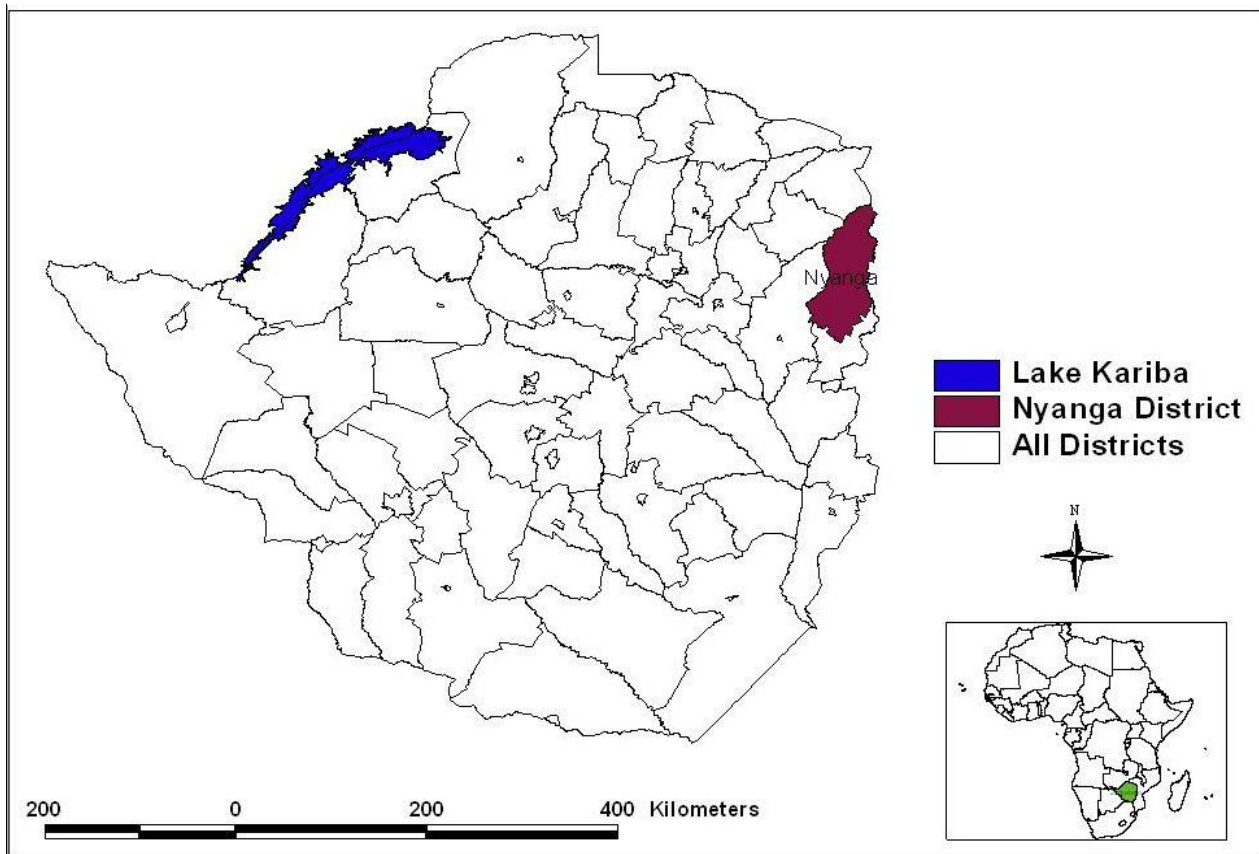 Nyanga
Lake Kariba
Nyanga District
All Districts
N
200 0 200 400 Kilometers